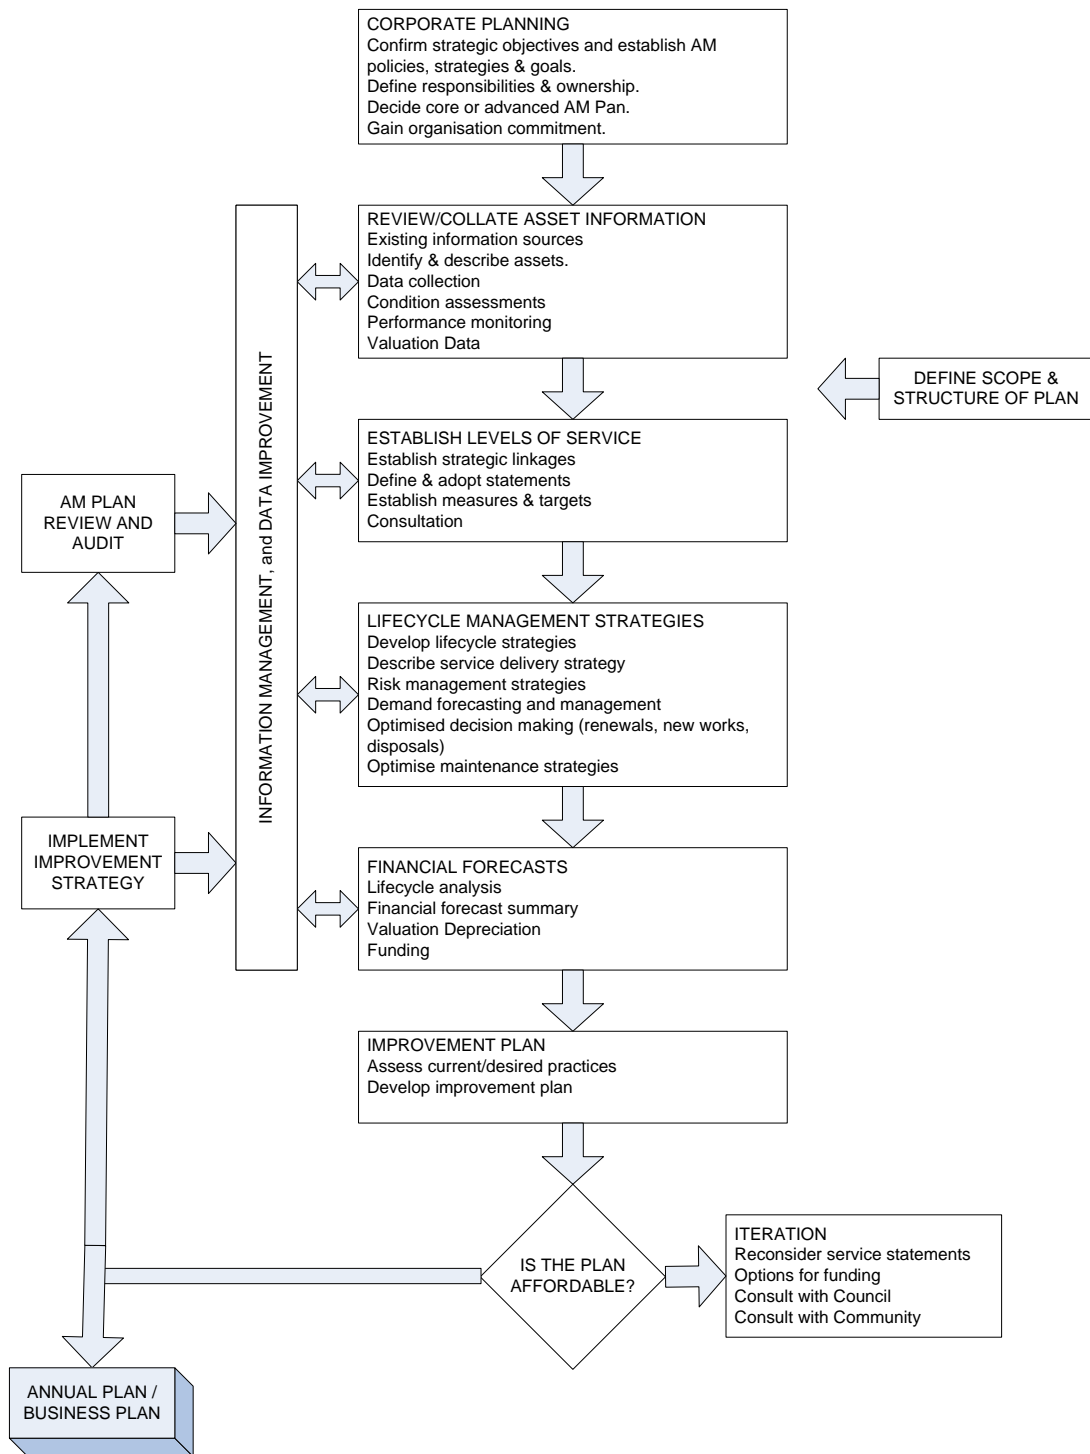 CORPORATE PLANNING
Confirm strategic objectives and establish AM
policies, strategies & goals.
Define responsibilities & ownership.
Decide core or advanced AM Pan.
Gain organisation commitment.
REVIEW/COLLATE ASSET INFORMATION
Existing information sources
Identify & describe assets.
Data collection
Condition assessments
Performance monitoring
Valuation Data
DEFINE SCOPE &
STRUCTURE OF PLAN
INFORMATION MANAGEMENT, and DATA IMPROVEMENT
ESTABLISH LEVELS OF SERVICE
Establish strategic linkages
Define & adopt statements
Establish measures & targets
Consultation
AM PLAN
REVIEW AND
AUDIT
LIFECYCLE MANAGEMENT STRATEGIES
Develop lifecycle strategies
Describe service delivery strategy
Risk management strategies
Demand forecasting and management
Optimised decision making (renewals, new works,
disposals)
Optimise maintenance strategies
IMPLEMENT
IMPROVEMENT
STRATEGY
FINANCIAL FORECASTS
Lifecycle analysis
Financial forecast summary
Valuation Depreciation
Funding
IMPROVEMENT PLAN
Assess current/desired practices
Develop improvement plan
IS THE PLAN
AFFORDABLE?
ITERATION
Reconsider service statements
Options for funding
Consult with Council
Consult with Community
ANNUAL PLAN /
BUSINESS PLAN